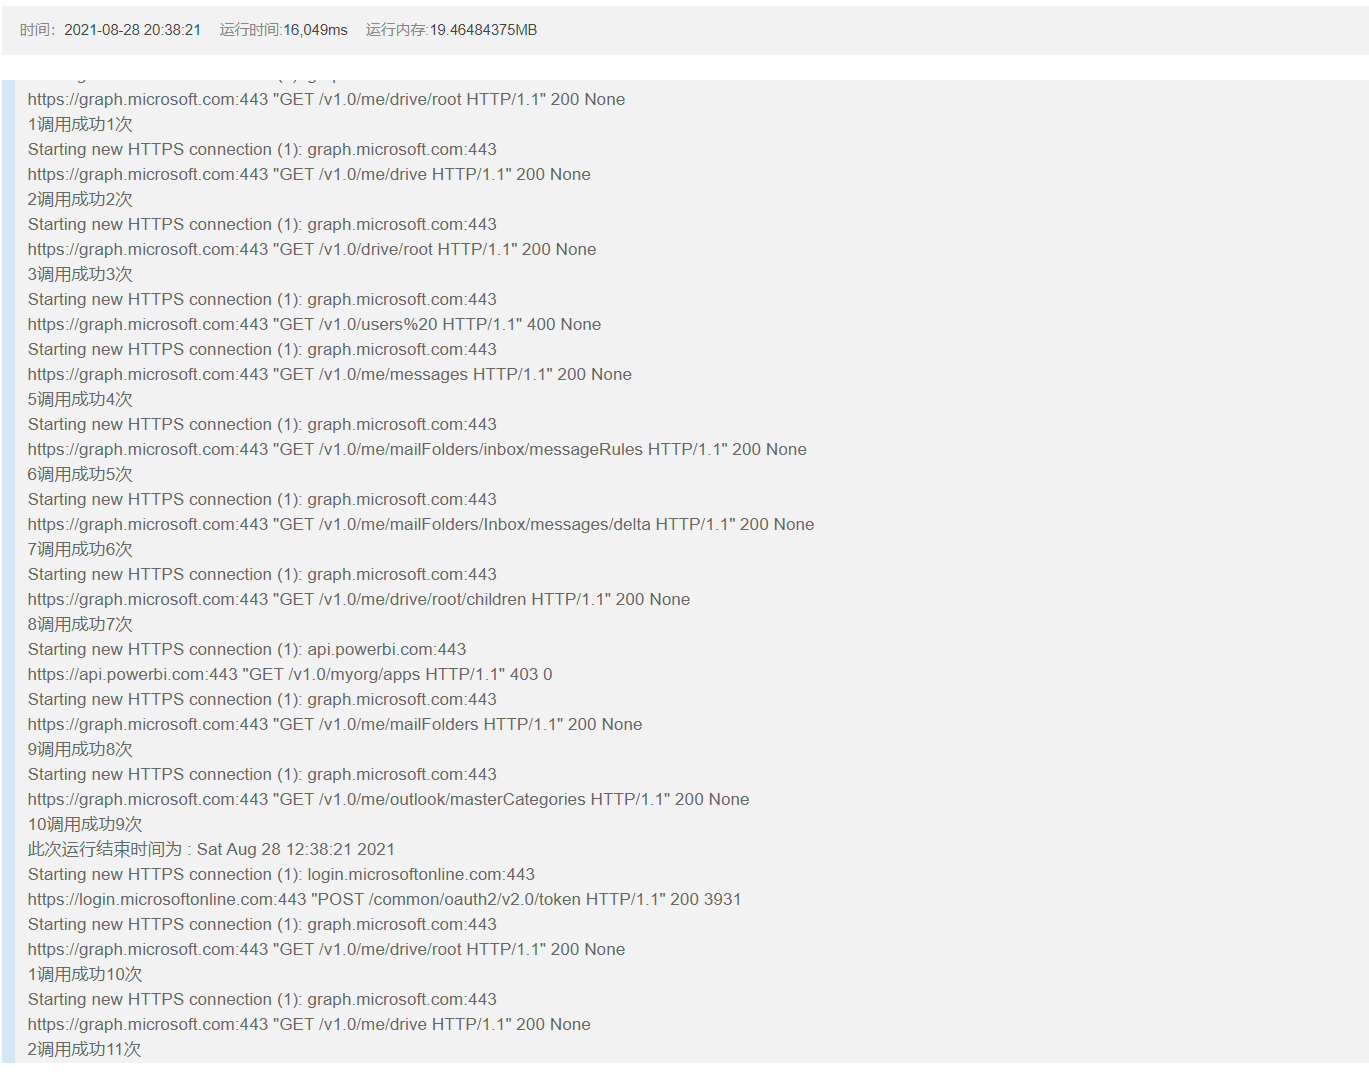 时间：2021-08-28 20:38:21 运行时间:16,049ms 运行内存:19.46484375MB
https://graph.microsoft.com:443 "GET /v1.0/me/drive/root HTTP/1.1" 200 None
1调用成功1次
Starting new HTTPS connection (1): graph.microsoft.com:443
https://graph.microsoft.com:443 "GET /v1.0/me/drive HTTP/1.1" 200 None
2调用成功2次
Starting new HTTPS connection (1): graph.microsoft.com:443
https://graph.microsoft.com:443 "GET /v1.0/drive/root HTTP/1.1" 200 None
3调用成功3次
Starting new HTTPS connection (1): graph.microsoft.com:443
https://graph.microsoft.com:443 "GET /v1.0/users%20 HTTP/1.1" 400 None
Starting new HTTPS connection (1): graph.microsoft.com:443
https://graph.microsoft.com:443 "GET /v1.0/me/messages HTTP/1.1" 200 None
5调用成功4次
Starting new HTTPS connection (1): graph.microsoft.com:443
https://graph.microsoft.com:443 "GET /v1.0/me/mailFolders/inbox/messageRules HTTP/1.1" 200 None
6调用成功5次
Starting new HTTPS connection (1): graph.microsoft.com:443
https://graph.microsoft.com:443 "GET /v1.0/me/mailFolders/Inbox/messages/delta HTTP/1.1" 200 None
7调用成功6次
Starting new HTTPS connection (1): graph.microsoft.com:443
https://graph.microsoft.com:443 "GET /v1.0/me/drive/root/children HTTP/1.1" 200 None
8调用成功7次
Starting new HTTPS connection (1): api.powerbi.com:443
https://api.powerbi.com:443 "GET /v1.0/myorg/apps HTTP/1.1" 403 0
Starting new HTTPS connection (1): graph.microsoft.com:443
https://graph.microsoft.com:443 "GET /v1.0/me/mailFolders HTTP/1.1" 200 None
9调用成功8次
Starting new HTTPS connection (1): graph.microsoft.com:443
https://graph.microsoft.com:443 "GET /v1.0/me/outlook/masterCategories HTTP/1.1" 200 None
10调用成功9次
此次运行结束时间为 : Sat Aug 28 12:38:21 2021
Starting new HTTPS connection (1): login.microsoftonline.com:443
https://login.microsoftonline.com:443 "POST /common/oauth2/v2.0/token HTTP/1.1" 200 3931
Starting new HTTPS connection (1): graph.microsoft.com:443
https://graph.microsoft.com:443 "GET /v1.0/me/drive/root HTTP/1.1" 200 None
1调用成功10次
Starting new HTTPS connection (1): graph.microsoft.com:443
https://graph.microsoft.com:443 "GET /v1.0/me/drive HTTP/1.1" 200 None
2调用成功11次